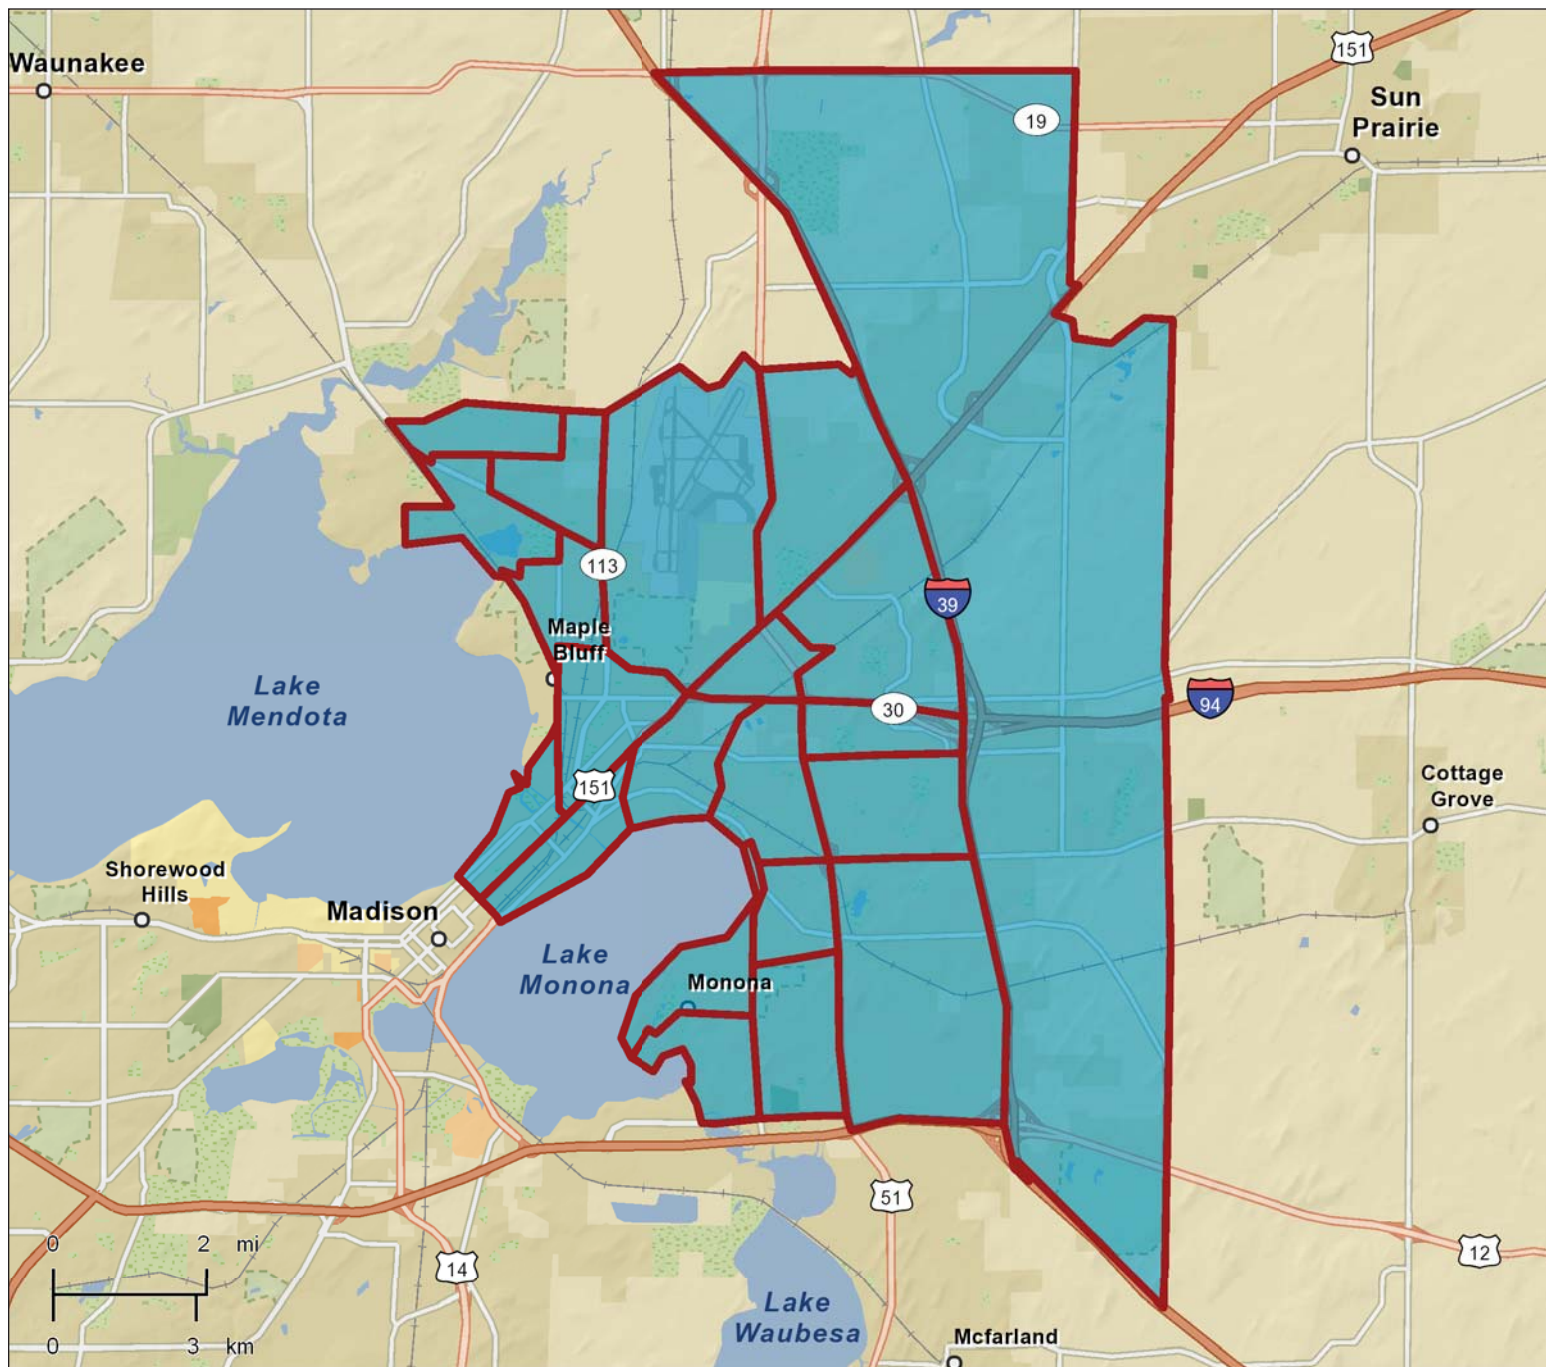 Waunakee
151
Sun
Prairie
19
113
39
Maple
Bluff
Lake
Mendota
94
30
151
Cottage
Grove
Shorewood
Hills
Madison
Lake
Monona
Monona
51
0 2 mi
12
14
Lake
Waubesa
0 3 km
Mcfarland